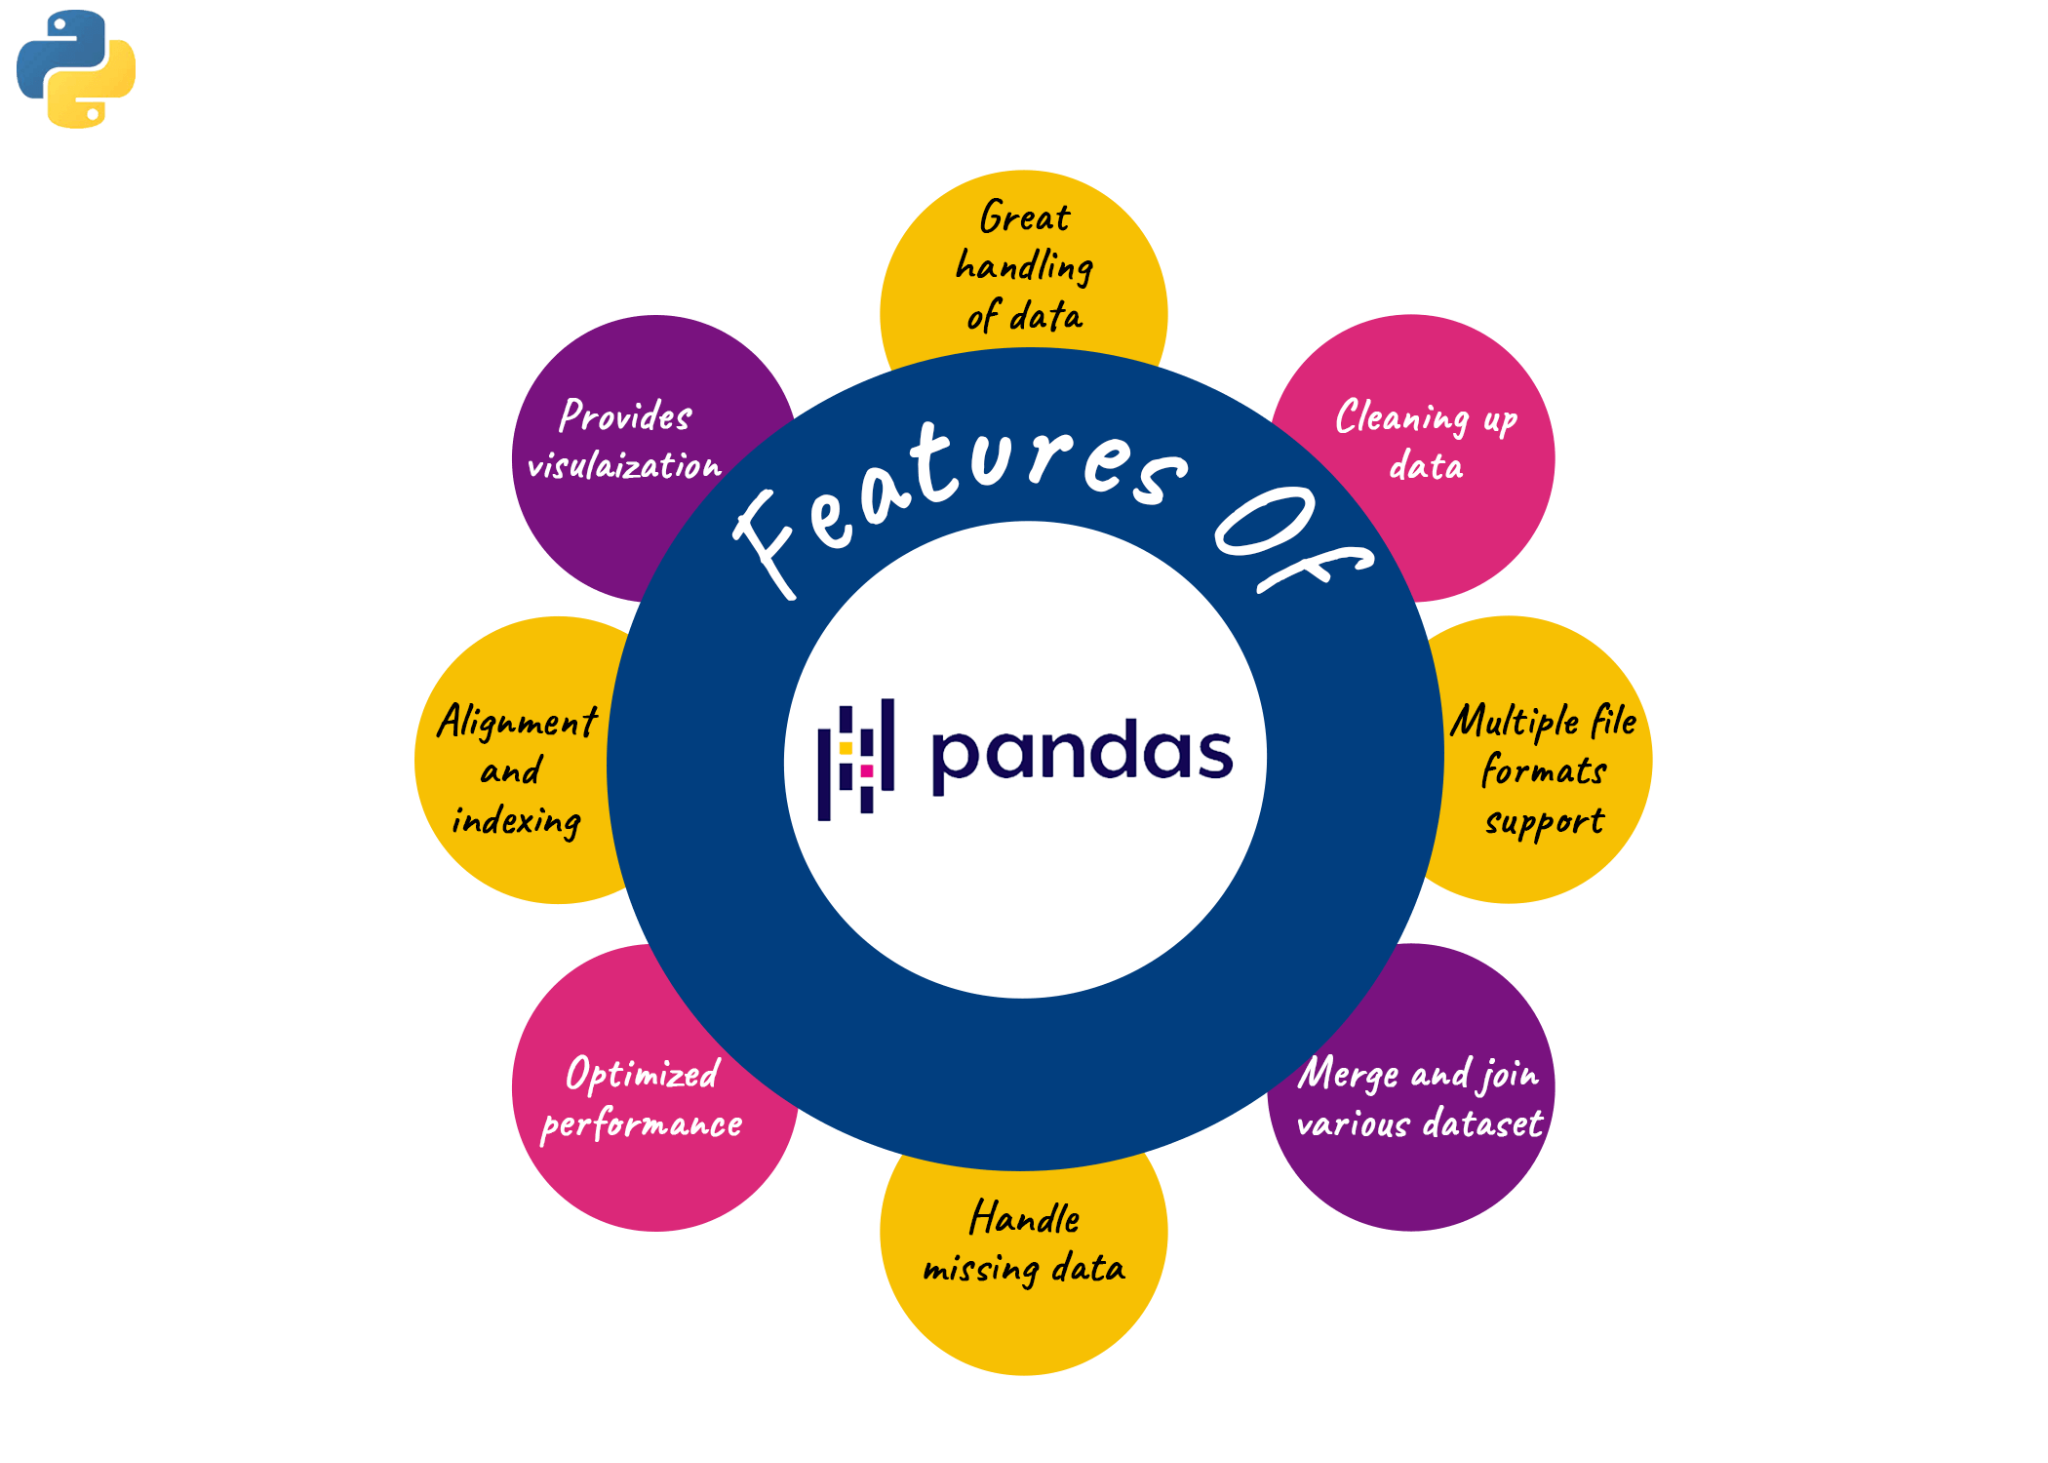 Great
handling
of data
Cleaning up
data
Multiple file
formats
support
Merge and join
various dataset
Handle
missing data
Optimized
performance
Alignment
and
indexing
Provides
visulaization
Features Of
pandas